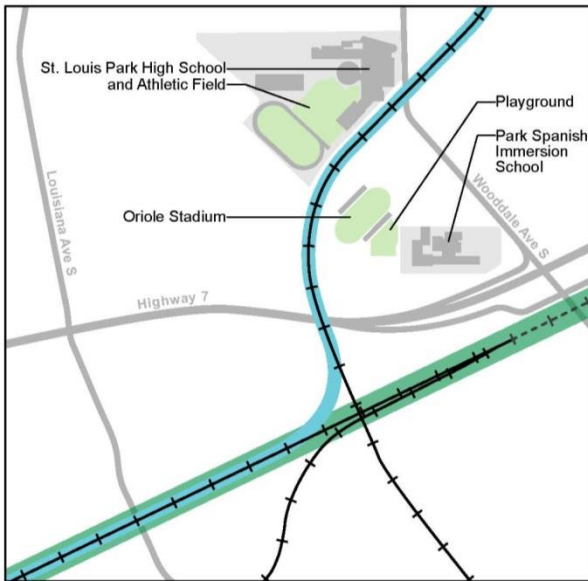 St. Louis Park High School
and Athletic Field
Playground
Park Spanish
Immersion
School
Oriole Stadium
Louisiana Ave S
Wooddale Ave S
Highway 7